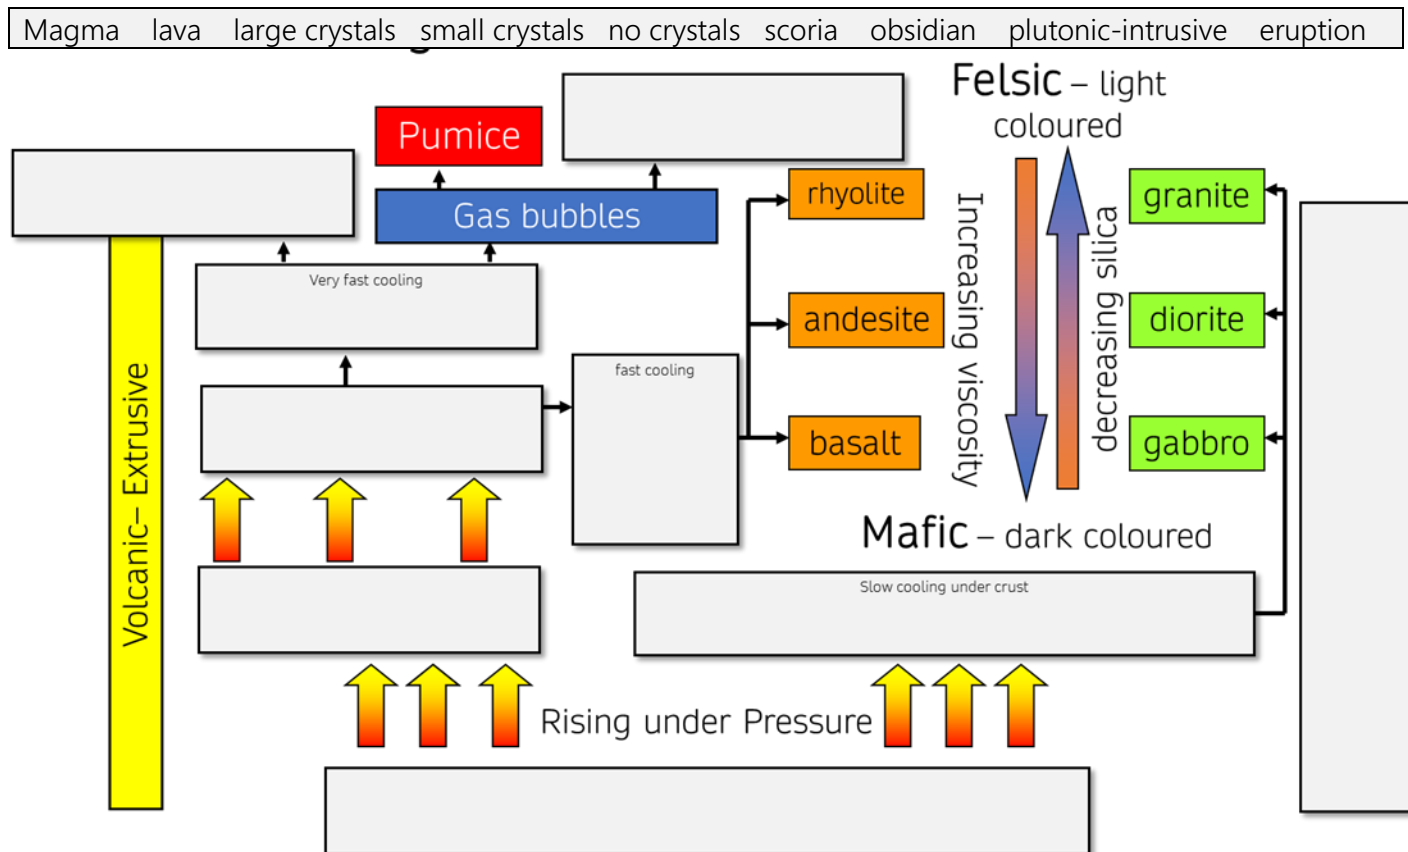 Magma lava large crystals small crystals no crystals scoria obsidian plutonic-intrusive eruption
Felsic – light
coloured
Pumice
Gas bubbles
rhyolite
granite
Very fast cooling
andesite
diorite
Increasing viscosity
decreasing silica
fast cooling
basalt
gabbro
Volcanic– Extrusive
Mafic – dark coloured
Slow cooling under crust
Rising under Pressure